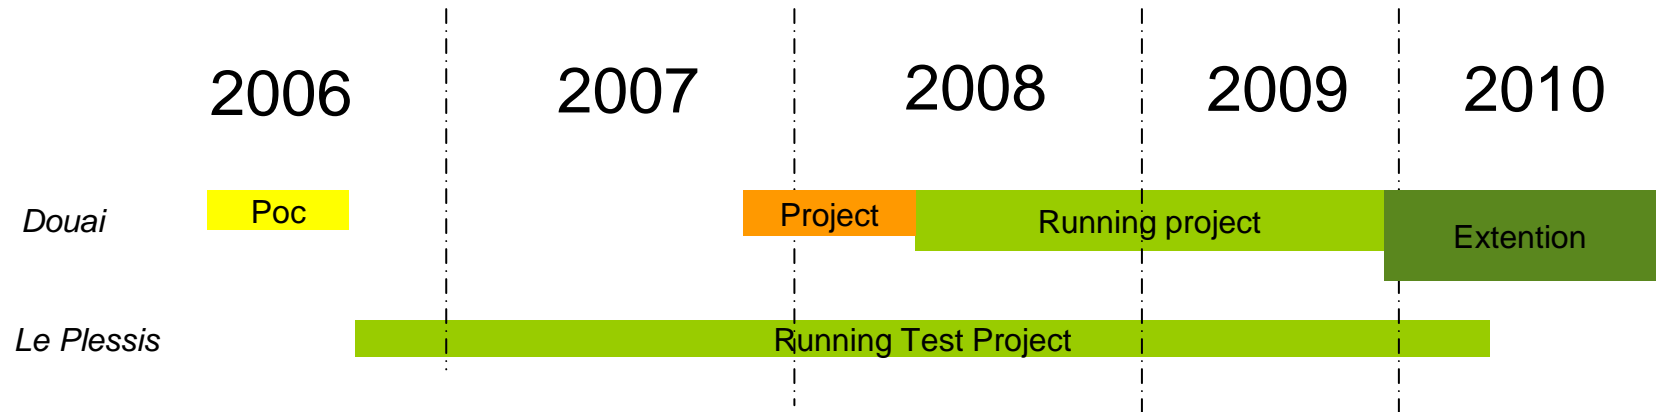 2006 2007 2008 2009 2010
Douai Poc Project Running project Extention
Le Plessis Running Test Project